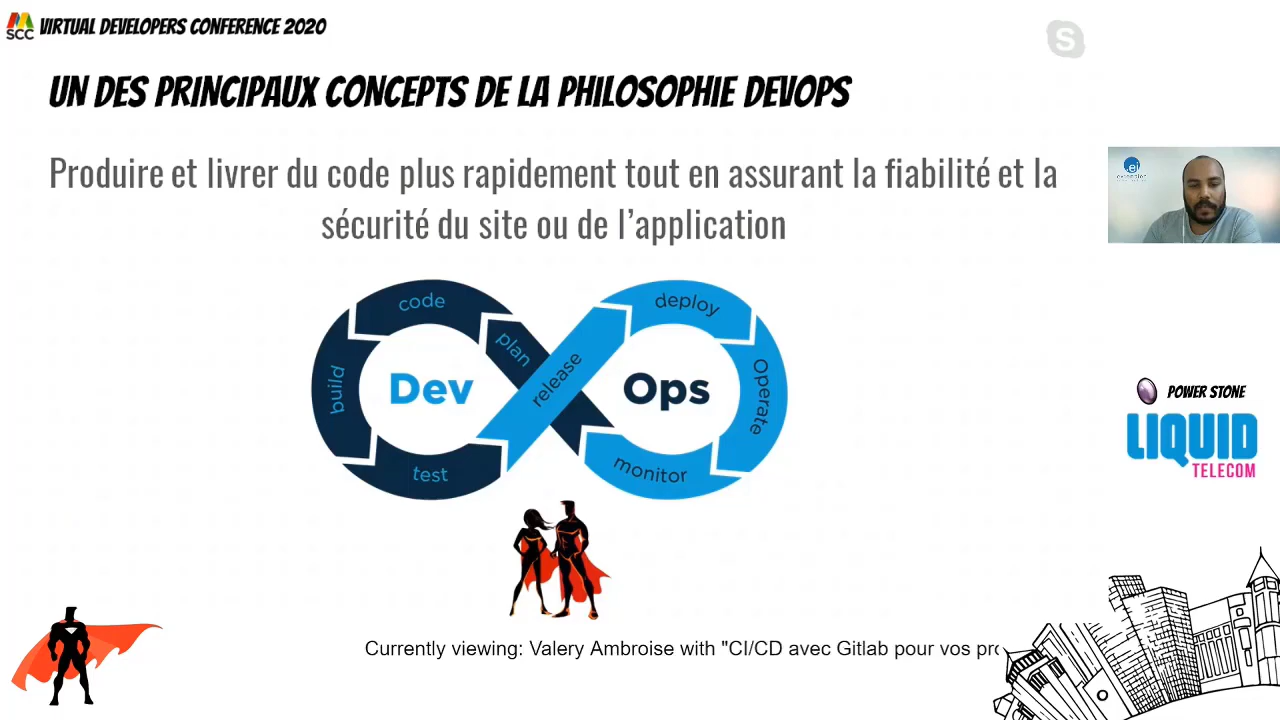 SCC VIRTUAL DEVELOPERS CONFERENCE 2020
S
UN DES PRINCIPAUX CONCEPTS DE LA PHILOSOPHIE DEVOPS
Produire et livrer du code plus rapidement tout en assurant la fiabilité et la
sécurité du site ou de l’application
code
plan
build
Dev
test
release
deploy
Ops
Operate
monitor
POWER STONE
LIQUID
TELECOM
Currently viewing: Valery Ambroise with "CI/CD avec Gitlab pour vos pro